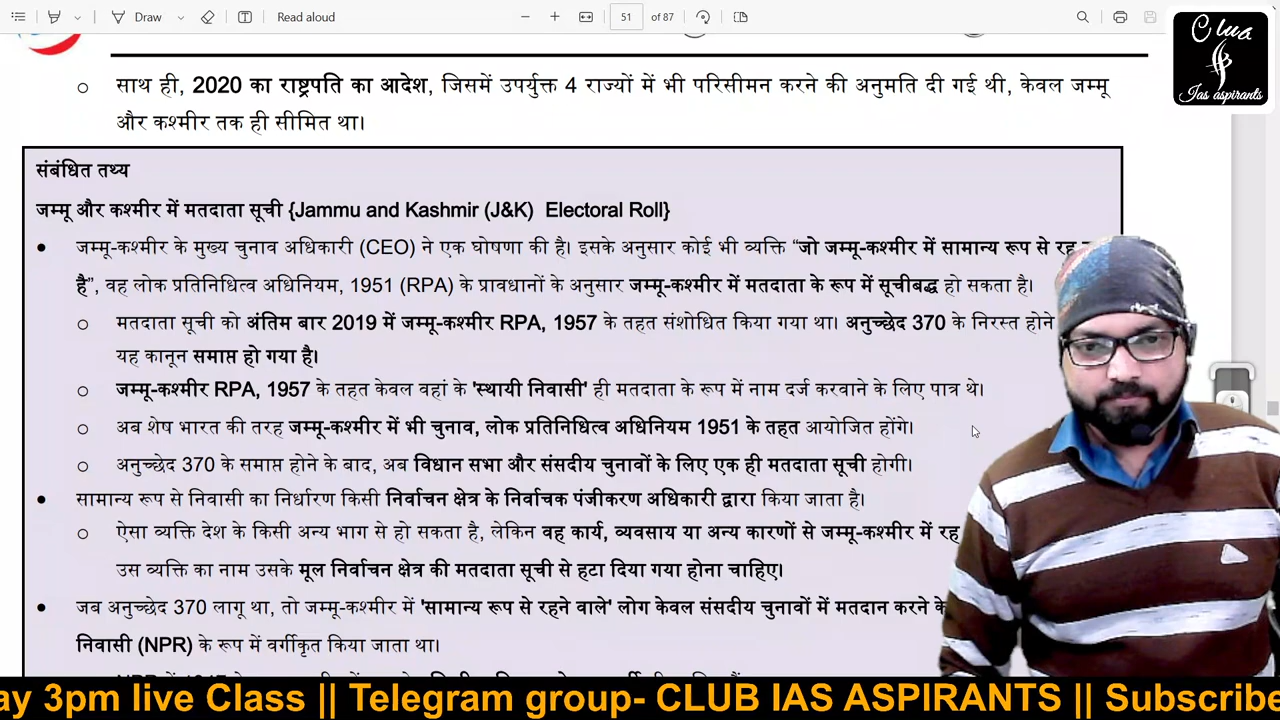 Draw
Read aloud
51 of 87
Clua
Ias aspirants
साथ ही, 2020 का राष्ट्रपति का आदेश, जिसमें उपर्युक्त 4 राज्यों में भी परिसीमन करने की अनुमति दी गई थी, केवल जम्मू
और कश्मीर तक ही सीमित था।
संबंधित तथ्य
जम्मू और कश्मीर में मतदाता सूची {Jammu and Kashmir (J&K) Electoral Roll}
जम्मू-कश्मीर के मुख्य चुनाव अधिकारी (CEO) ने एक घोषणा की है। इसके अनुसार कोई भी व्यक्ति “जो जम्मू-कश्मीर में सामान्य रूप से रह
है”, वह लोक प्रतिनिधित्व अधिनियम, 1951 (RPA) के प्रावधानों के अनुसार जम्मू-कश्मीर में मतदाता के रूप में सूचीबद्ध हो सकता है।
मतदाता सूची को अंतिम बार 2019 में जम्मू-कश्मीर RPA, 1957 के तहत संशोधित किया गया था। अनुच्छेद 370 के निरस्त होने
यह कानून समाप्त हो गया है।
जम्मू-कश्मीर RPA, 1957 के तहत केवल वहां के 'स्थायी निवासी' ही मतदाता के रूप में नाम दर्ज करवाने के लिए पात्र थे।
अब शेष भारत की तरह जम्मू-कश्मीर में भी चुनाव, लोक प्रतिनिधित्व अधिनियम 1951 के तहत आयोजित होंगे।
अनुच्छेद 370 के समाप्त होने के बाद, अब विधान सभा और संसदीय चुनावों के लिए एक ही मतदाता सूची होगी।
सामान्य रूप से निवासी का निर्धारण किसी निर्वाचन क्षेत्र के निर्वाचक पंजीकरण अधिकारी द्वारा किया जाता है।
ऐसा व्यक्ति देश के किसी अन्य भाग से हो सकता है, लेकिन वह कार्य, व्यवसाय या अन्य कारणों से जम्मू-कश्मीर में रह
उस व्यक्ति का नाम उसके मूल निर्वाचन क्षेत्र की मतदाता सूची से हटा दिया गया होना चाहिए।
जब अनुच्छेद 370 लागू था, तो जम्मू-कश्मीर में 'सामान्य रूप से रहने वाले' लोग केवल संसदीय चुनावों में मतदान करने के
निवासी (NPR) के रूप में वर्गीकृत किया जाता था।
ay 3pm live Class || Telegram group- CLUB IAS ASPIRANTS || Subscribe